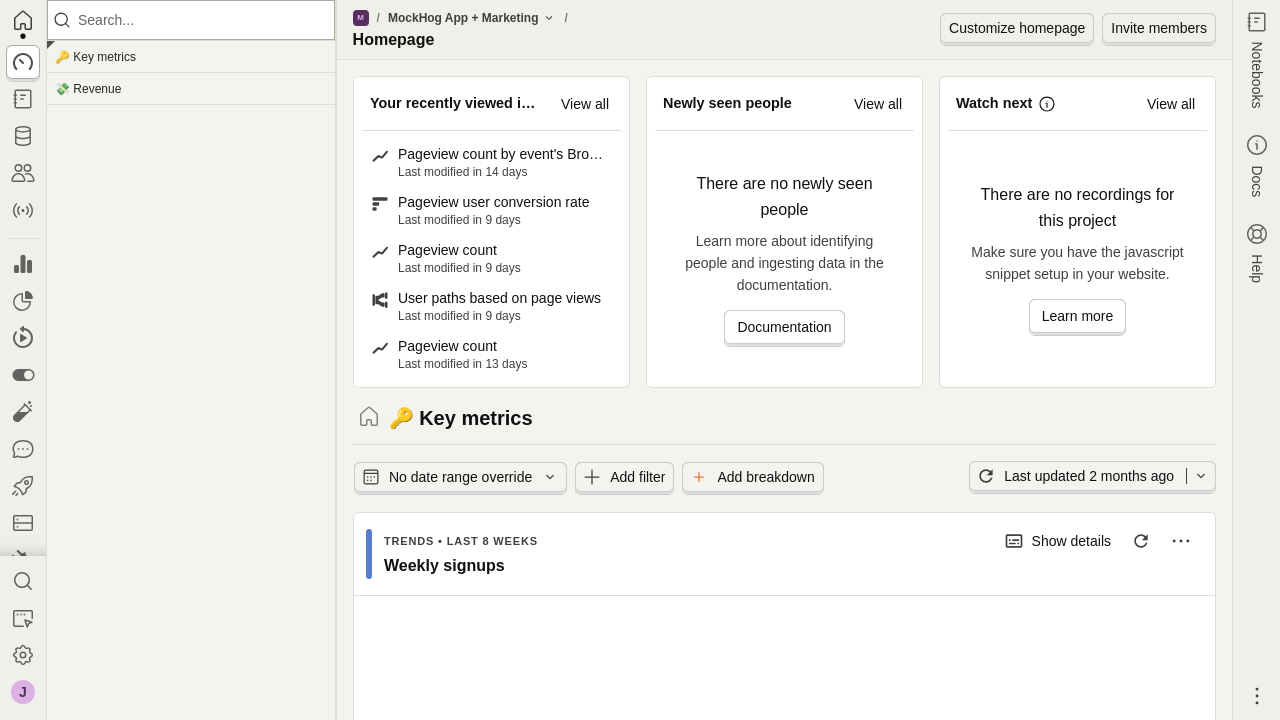 Search...
🔑 Key metrics
💸 Revenue
J
M / MockHog App + Marketing /
Homepage
Customize homepage
Invite members
Your recently viewed i…
View all
Pageview count by event's Bro…
Last modified in 14 days
Pageview user conversion rate
Last modified in 9 days
Pageview count
Last modified in 9 days
User paths based on page views
Last modified in 9 days
Pageview count
Last modified in 13 days
Newly seen people
View all
There are no newly seen
people
Learn more about identifying
people and ingesting data in the
documentation.
Documentation
Watch next
View all
There are no recordings for
this project
Make sure you have the javascript
snippet setup in your website.
Learn more
🔑 Key metrics
No date range override
Add filter
Add breakdown
Last updated 2 months ago
TRENDS • LAST 8 WEEKS
Show details
Weekly signups
Notebooks
Docs
Help